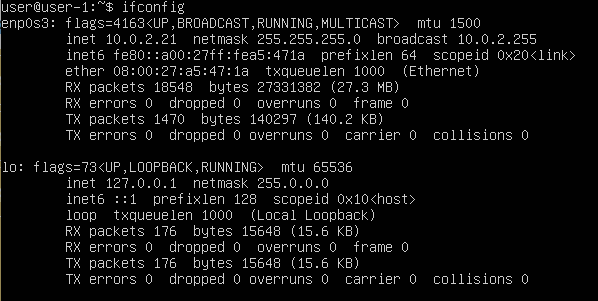 user@user-1:~$ ifconfig
enp0s3: flags=4163<UP,BROADCAST,RUNNING,MULTICAST>  mtu 1500
        inet 10.0.2.21  netmask 255.255.255.0  broadcast 10.0.2.255
        inet6 fe80::a00:27ff:fea5:471a  prefixlen 64  scopeid 0x20<link>
        ether 08:00:27:a5:47:1a  txqueuelen 1000  (Ethernet)
        RX packets 18548  bytes 27331382 (27.3 MB)
        RX errors 0  dropped 0  overruns 0  frame 0
        TX packets 1470  bytes 140297 (140.2 KB)
        TX errors 0  dropped 0 overruns 0  carrier 0  collisions 0

lo: flags=73<UP,LOOPBACK,RUNNING>  mtu 65536
        inet 127.0.0.1  netmask 255.0.0.0
        inet6 ::1  prefixlen 128  scopeid 0x10<host>
        loop  txqueuelen 1000  (Local Loopback)
        RX packets 176  bytes 15648 (15.6 KB)
        RX errors 0  dropped 0  overruns 0  frame 0
        TX packets 176  bytes 15648 (15.6 KB)
        TX errors 0  dropped 0 overruns 0  carrier 0  collisions 0